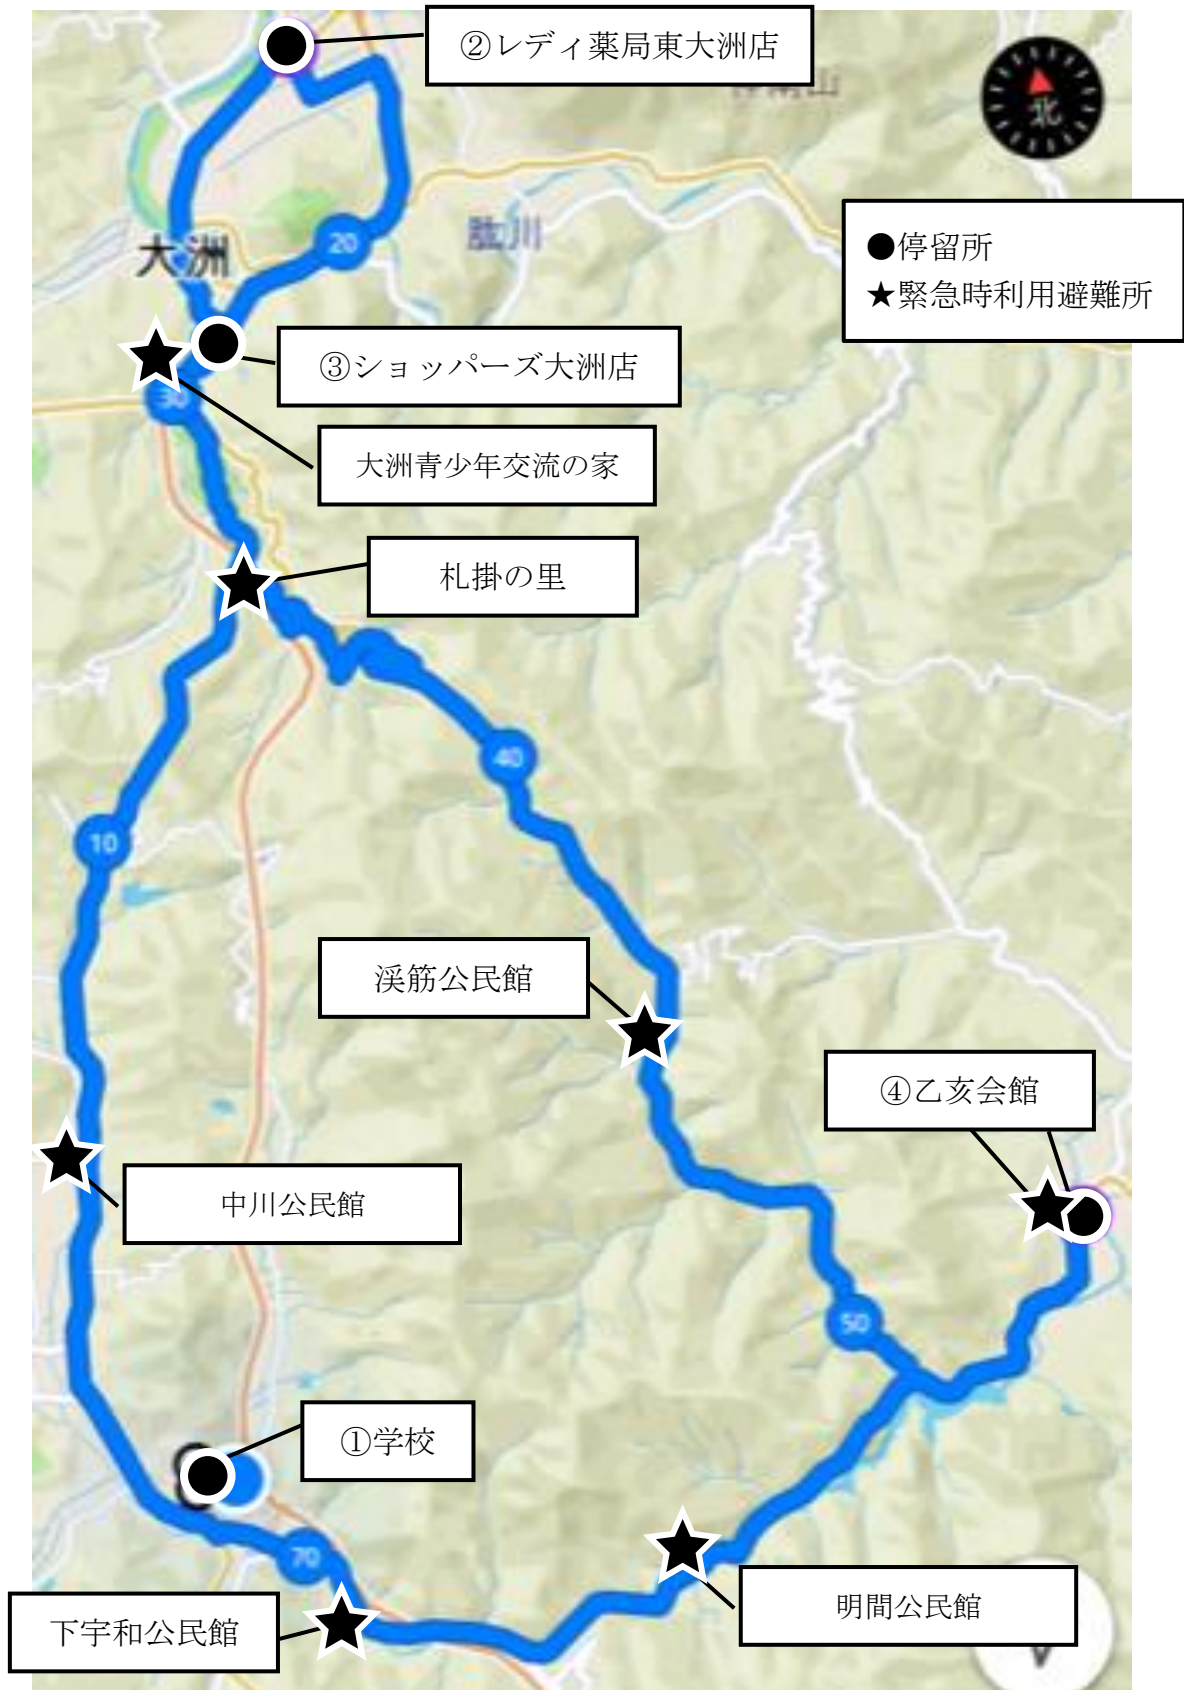 ②レディ薬局東大洲店
北
●停留所
★緊急時利用避難所
肱川
20
大洲
③ショッパーズ大洲店
30
大洲青少年交流の家
札掛の里
40
10
渓筋公民館
④乙亥会館
中川公民館
50
①学校
70
明間公民館
下宇和公民館